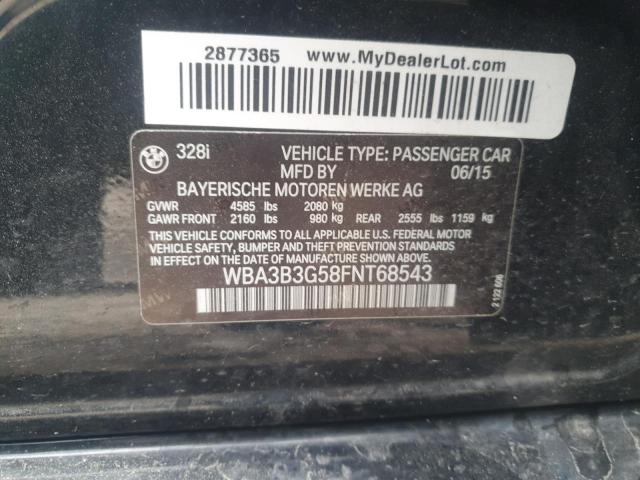 2877365 www.MyDealerLot.com
328i VEHICLE TYPE: PASSENGER CAR
MFD BY 06/15
BAYERISCHE MOTOREN WERKE AG
GVWR 4585 lbs 2080 kg
GAWR FRONT 2160 lbs 980 kg REAR 2555 lbs 1159 kg
THIS VEHICLE CONFORMS TO ALL APPLICABLE U.S. FEDERAL MOTOR
VEHICLE SAFETY, BUMPER AND THEFT PREVENTION STANDARDS
IN EFFECT ON THE DATE OF MANUFACTURE SHOWN ABOVE.
WBA3B3G58FNT68543
2 122 606